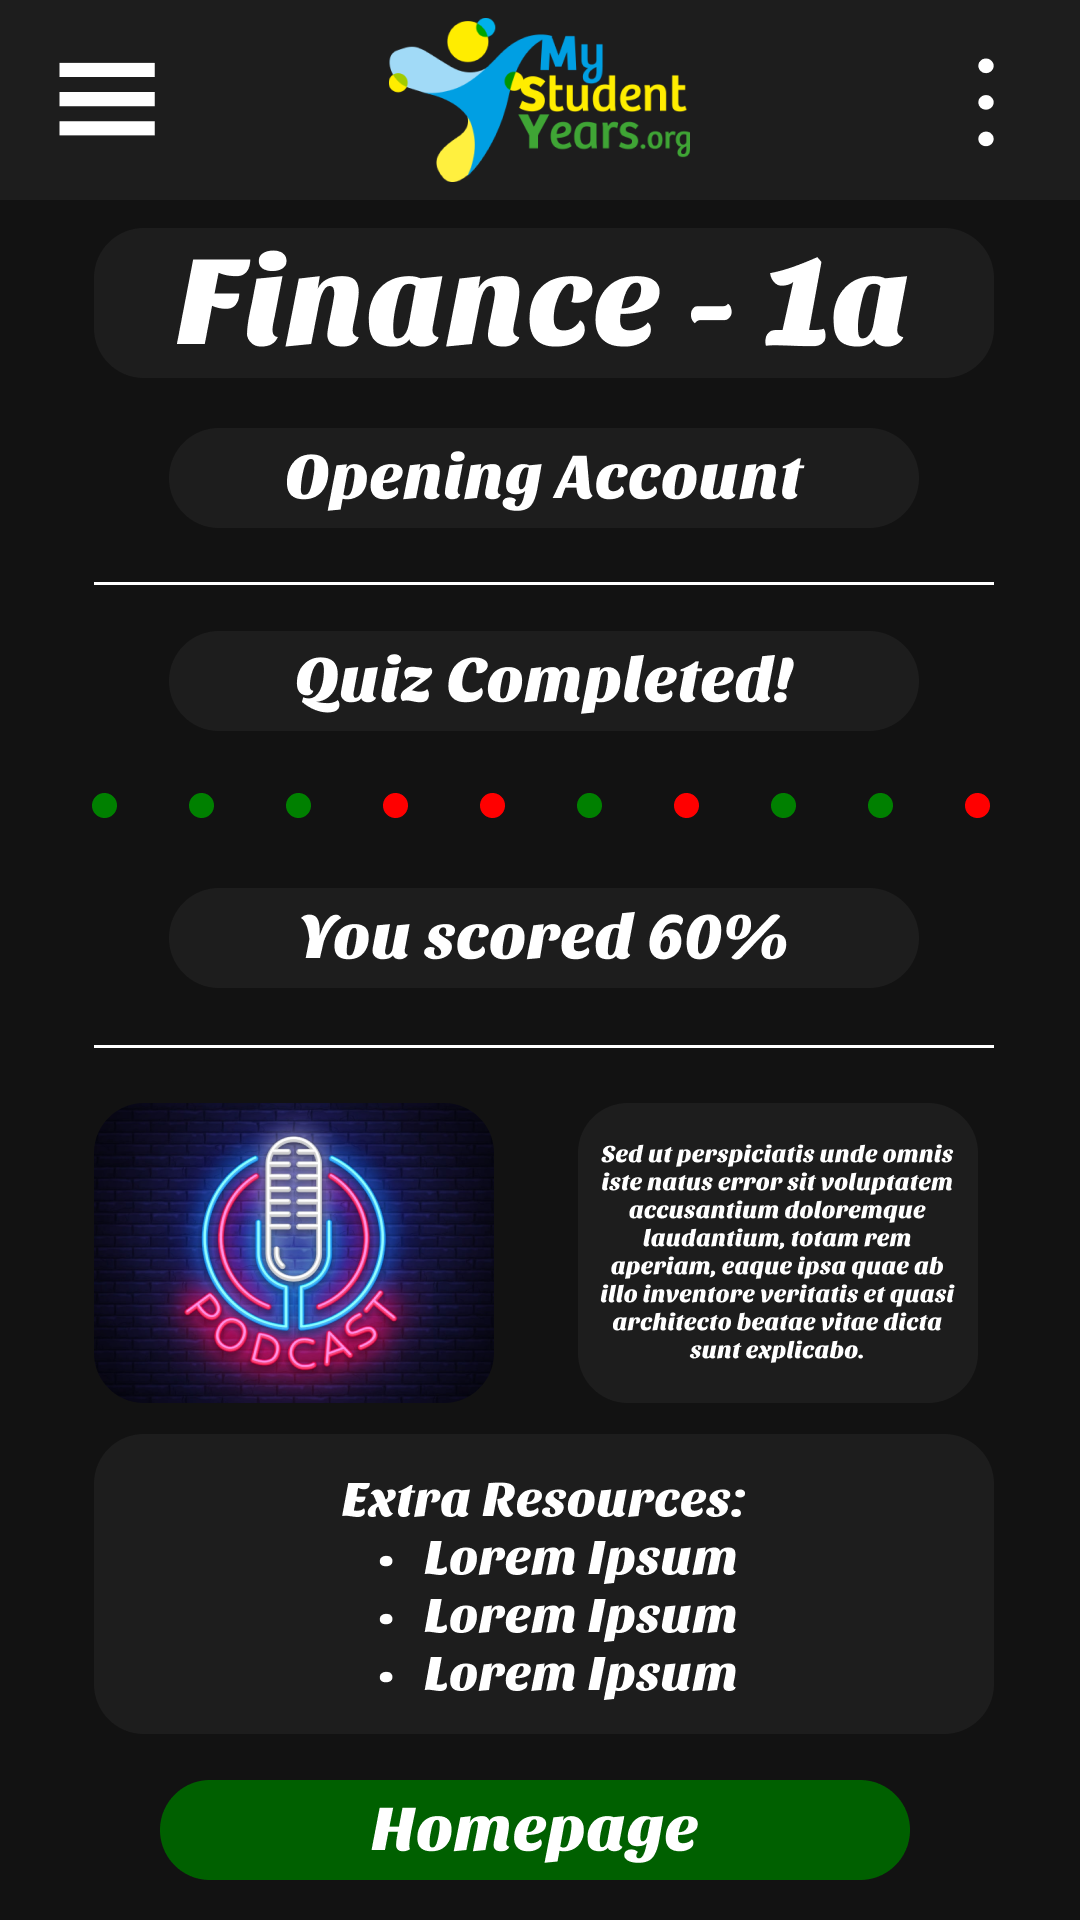 My
Student
Years.org
Finance - 1a
Opening Account
Quiz Completed!
You scored 60%
PODCAST
Sed ut perspiciatis unde omnis
iste natus error sit voluptatem
accusantium doloremque
laudantium, totam rem
aperiam, eaque ipsa quae ab
illo inventore veritatis et quasi
architecto beatae vitae dicta
sunt explicabo.
Extra Resources:
• Lorem Ipsum
• Lorem Ipsum
• Lorem Ipsum
Homepage